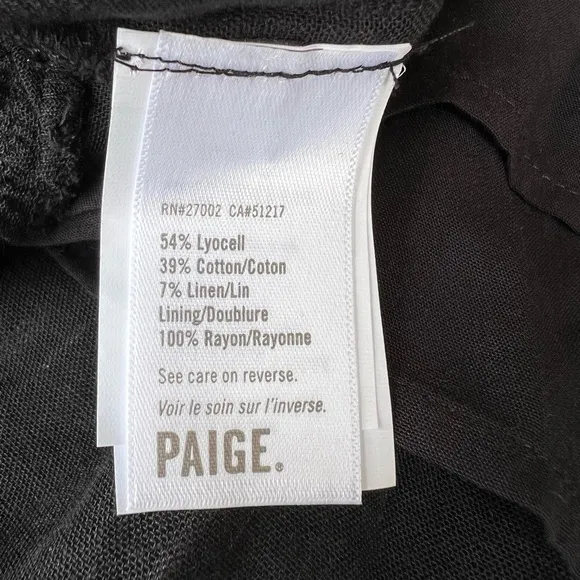 RN#27002 CA#51217
54% Lyocell
39% Cotton/Coton
7% Linen/Lin
Lining/Doublure
100% Rayon/Rayonne
See care on reverse.
Voir le soin sur l'inverse.
PAIGE®